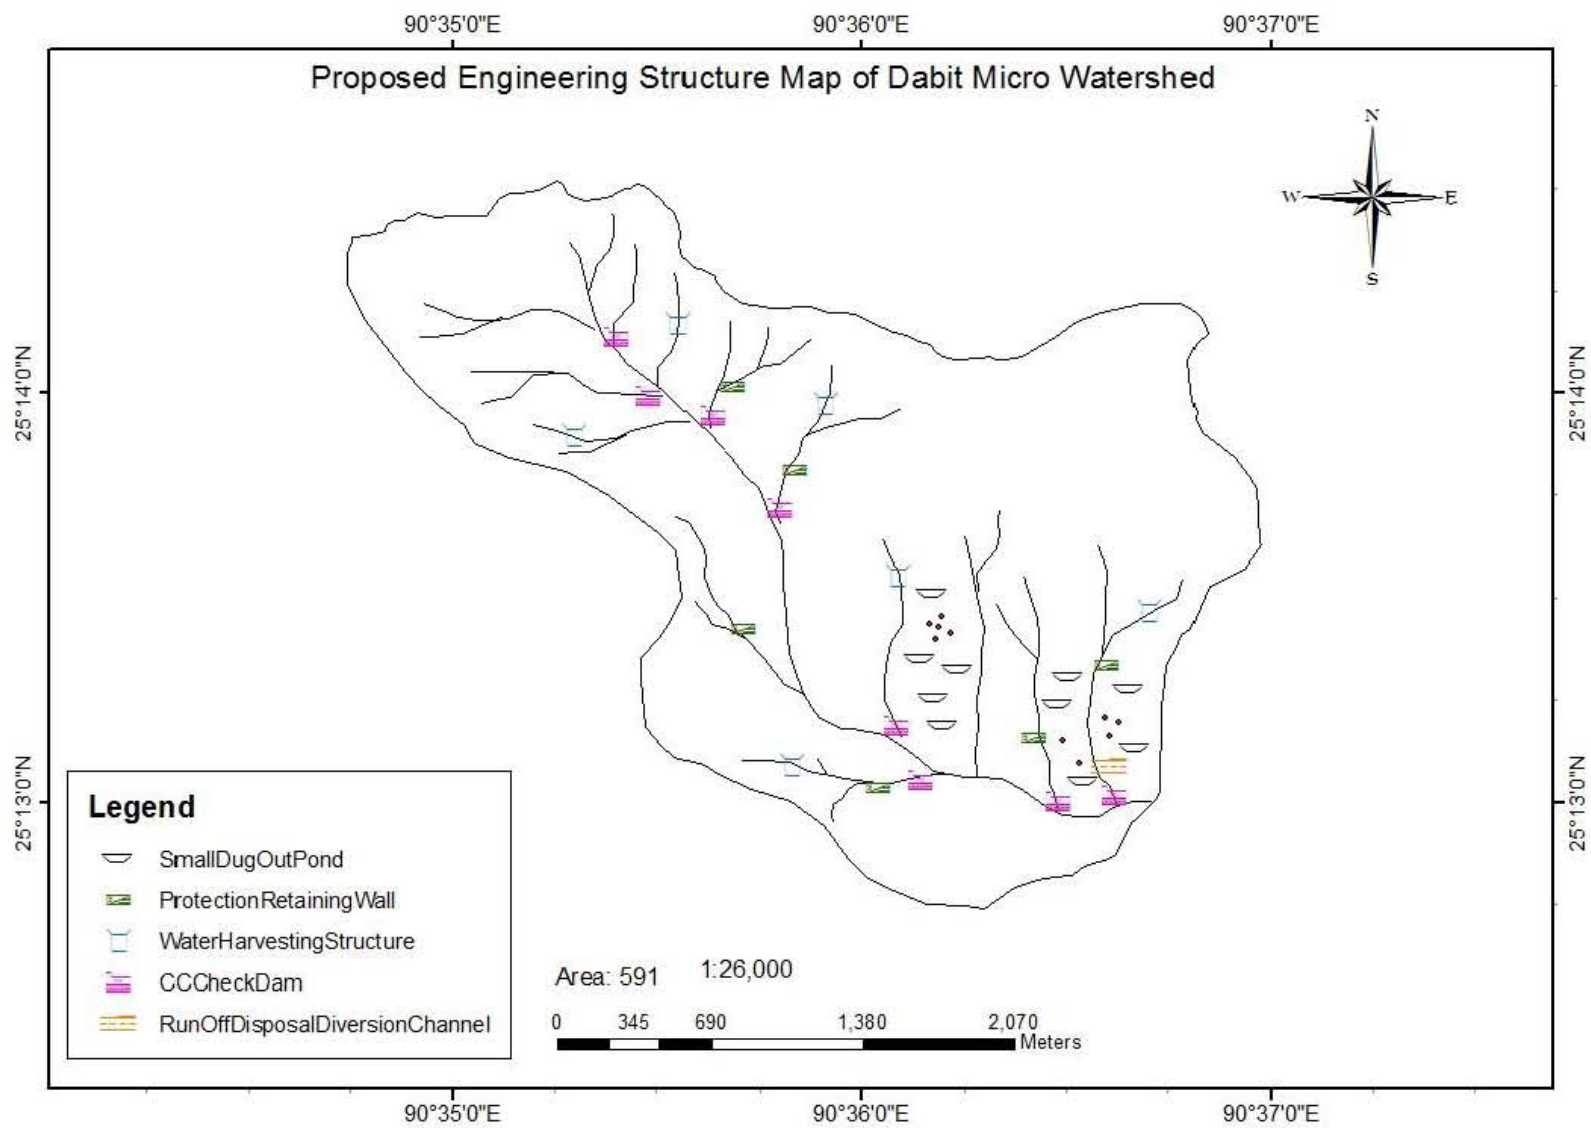 90°35'0"E 90°36'0"E 90°37'0"E
Proposed Engineering Structure Map of Dabit Micro Watershed
N
W E
S
25°14'0"N 25°14'0"N
25°13'0"N 25°13'0"N
Legend
SmallDugOutPond
ProtectionRetainingWall
WaterHarvestingStructure
CCCheckDam
RunOffDisposalDiversionChannel
Area: 591 1:26,000
0 345 690 1,380 2,070
Meters
90°35'0"E 90°36'0"E 90°37'0"E